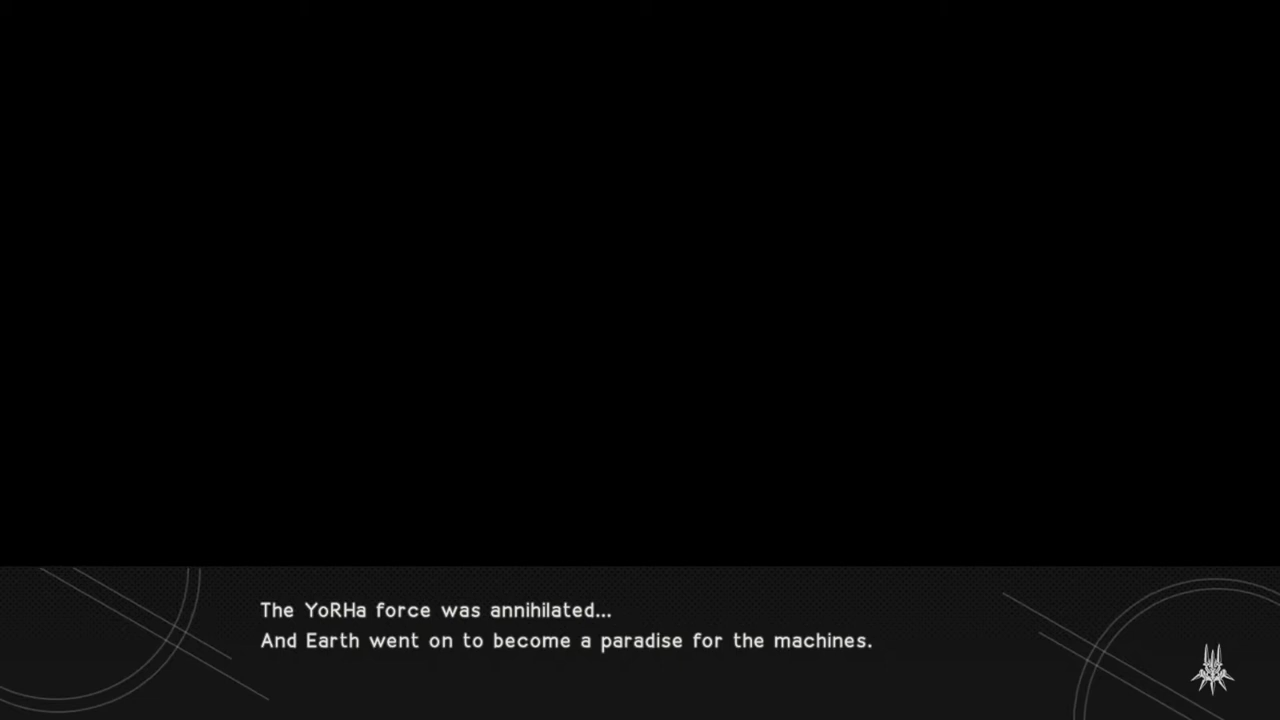 The YoRHa force was annihilated...
And Earth went on to become a paradise for the machines.